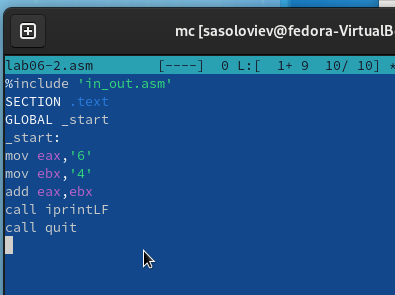 mc [sasoloviev@fedora-VirtualB
lab06-2.asm [----] 0 L:[ 1+ 9 10/ 10] *
%include 'in_out.asm'
SECTION .text
GLOBAL _start
_start:
mov eax,'6'
mov ebx,'4'
add eax,ebx
call iprintLF
call quit